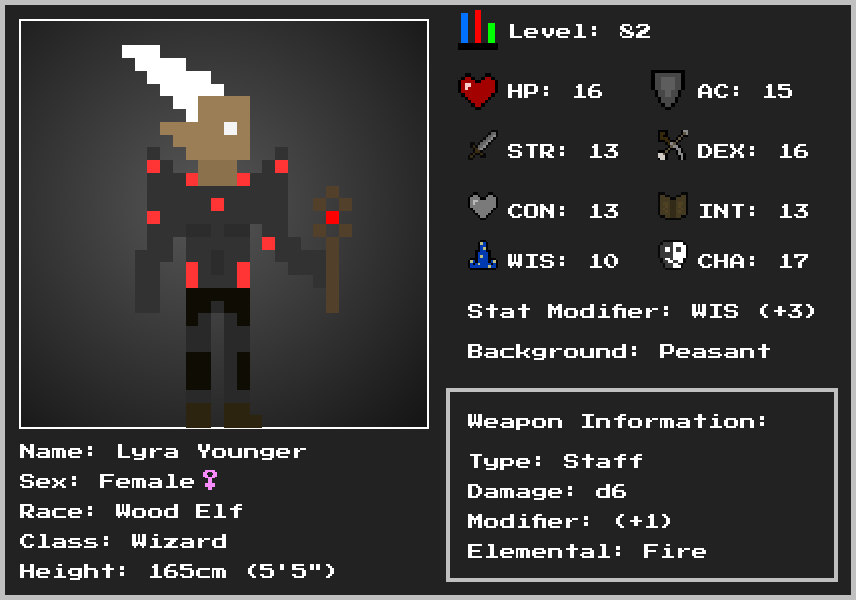 Level: 82
HP: 16 AC: 15
STR: 13 DEX: 16
CON: 13 INT: 13
WIS: 10 CHA: 17
Stat Modifier: WIS (+3)
Background: Peasant
Weapon Information:
Type: Staff
Damage: d6
Modifier: (+1)
Elemental: Fire
Name: Lyra Younger
Sex: Female♀
Race: Wood Elf
Class: Wizard
Height: 165cm (5'5")